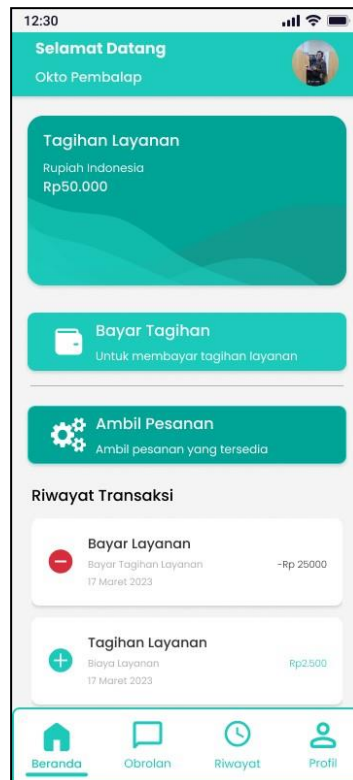 12:30
Selamat Datang
Okto Pembalap
Tagihan Layanan
Rupiah Indonesia
Rp50.000
Bayar Tagihan
Untuk membayar tagihan layanan
Ambil Pesanan
Ambil pesanan yang tersedia
Riwayat Transaksi
Bayar Layanan
Bayar Tagihan Layanan
-Rp 25000
17 Maret 2023
Tagihan Layanan
Biaya Layanan
Rp2.500
17 Maret 2023
Beranda
Obrolan
Riwayat
Profil